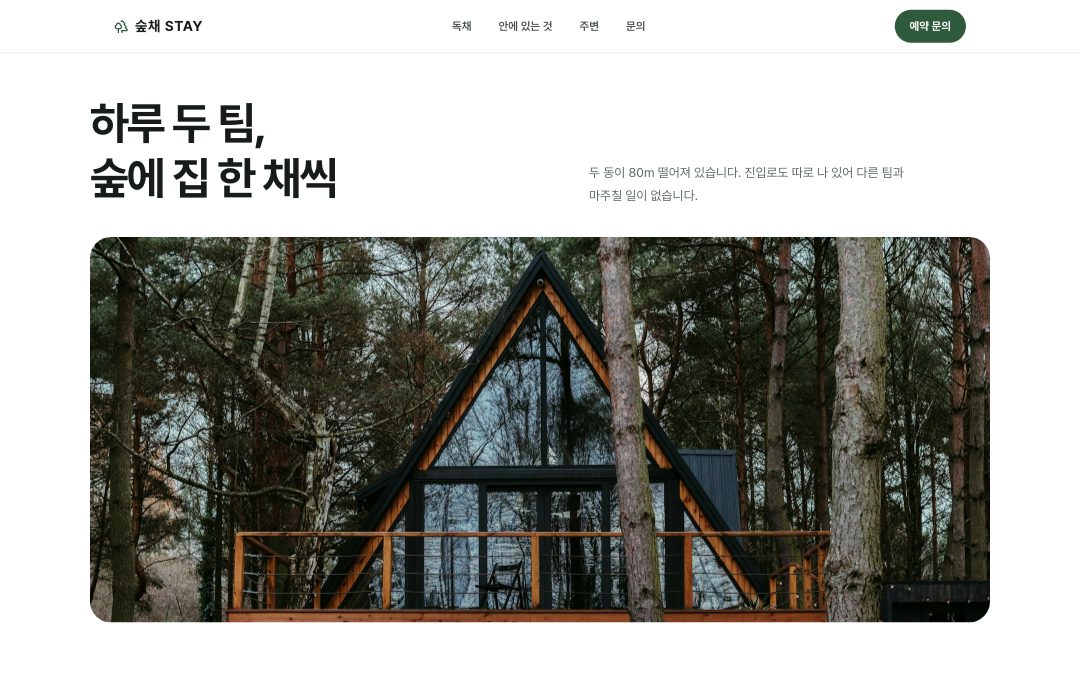 숲채 STAY
독채
안에 있는 것
주변
문의
예약 문의
하루 두 팀,
숲에 집 한 채씩
두 동이 80m 떨어져 있습니다. 진입로도 따로 나 있어 다른 팀과
마주칠 일이 없습니다.